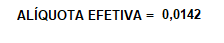 ALÍQUOTA EFETIVA = 0,0142